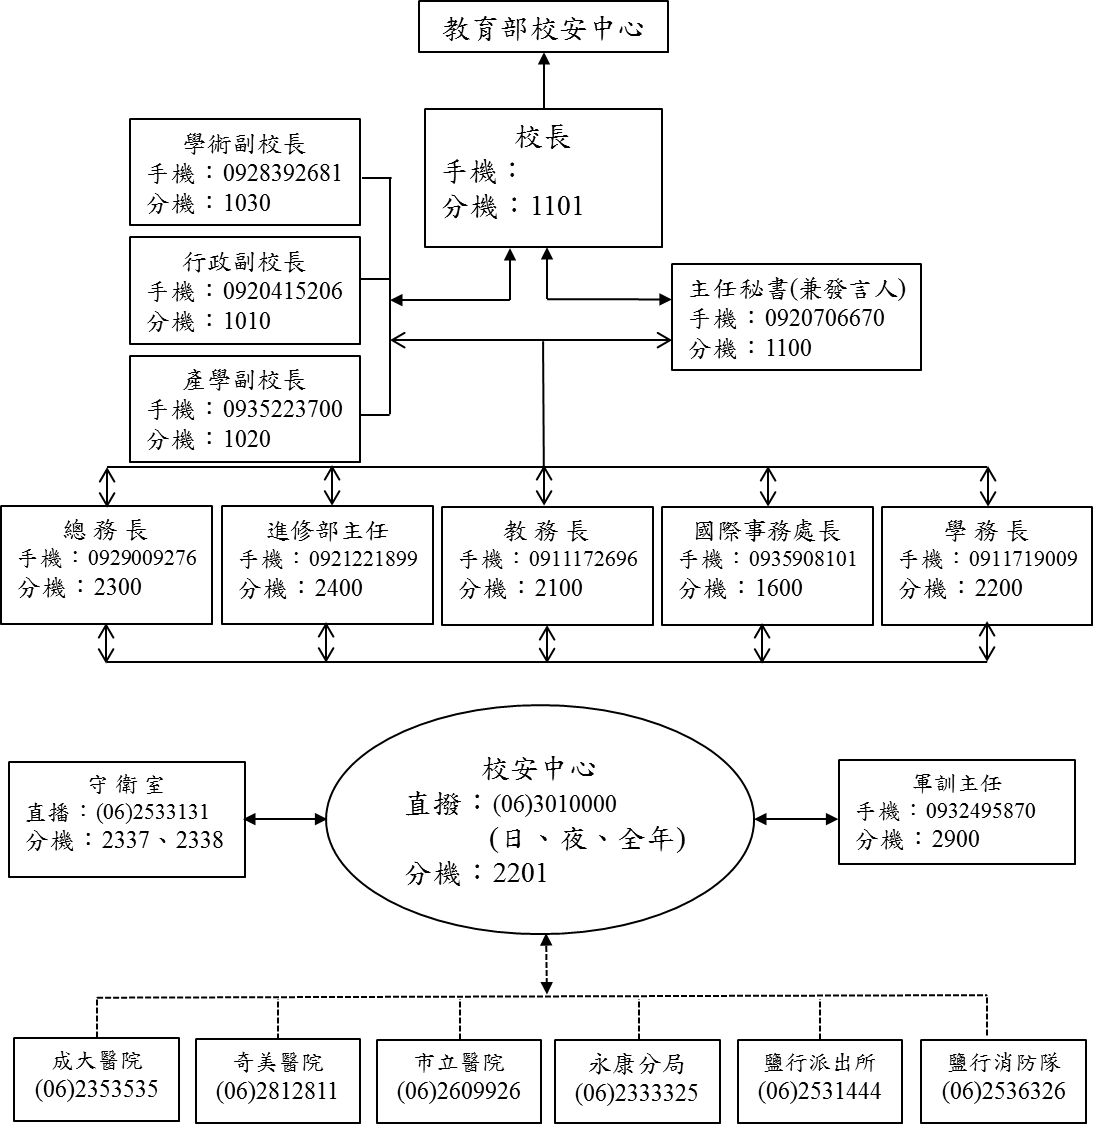 教育部校安中心
校長
手機：
分機：1101
學術副校長
手機：0928392681
分機：1030
行政副校長
手機：0920415206
分機：1010
產學副校長
手機：0935223700
分機：1020
主任秘書(兼發言人)
手機：0920706670
分機：1100
總 務 長
手機：0929009276
分機：2300
進修部主任
手機：0921221899
分機：2400
教 務 長
手機：0911172696
分機：2100
國際事務處長
手機：0935908101
分機：1600
學 務 長
手機：0911719009
分機：2200
守 衛 室
直播：(06)2533131
分機：2337、2338
校安中心
直撥：(06)3010000
(日、夜、全年)
分機：2201
軍訓主任
手機：0932495870
分機：2900
成大醫院
(06)2353535
奇美醫院
(06)2812811
市立醫院
(06)2609926
永康分局
(06)2333325
鹽行派出所
(06)2531444
鹽行消防隊
(06)2536326